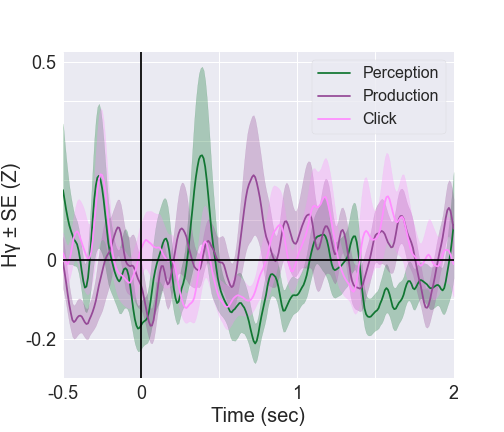 0.5
Perception
Production
Click
Hγ ± SE (Z)
0
-0.2
-0.5
0
1
2
Time (sec)